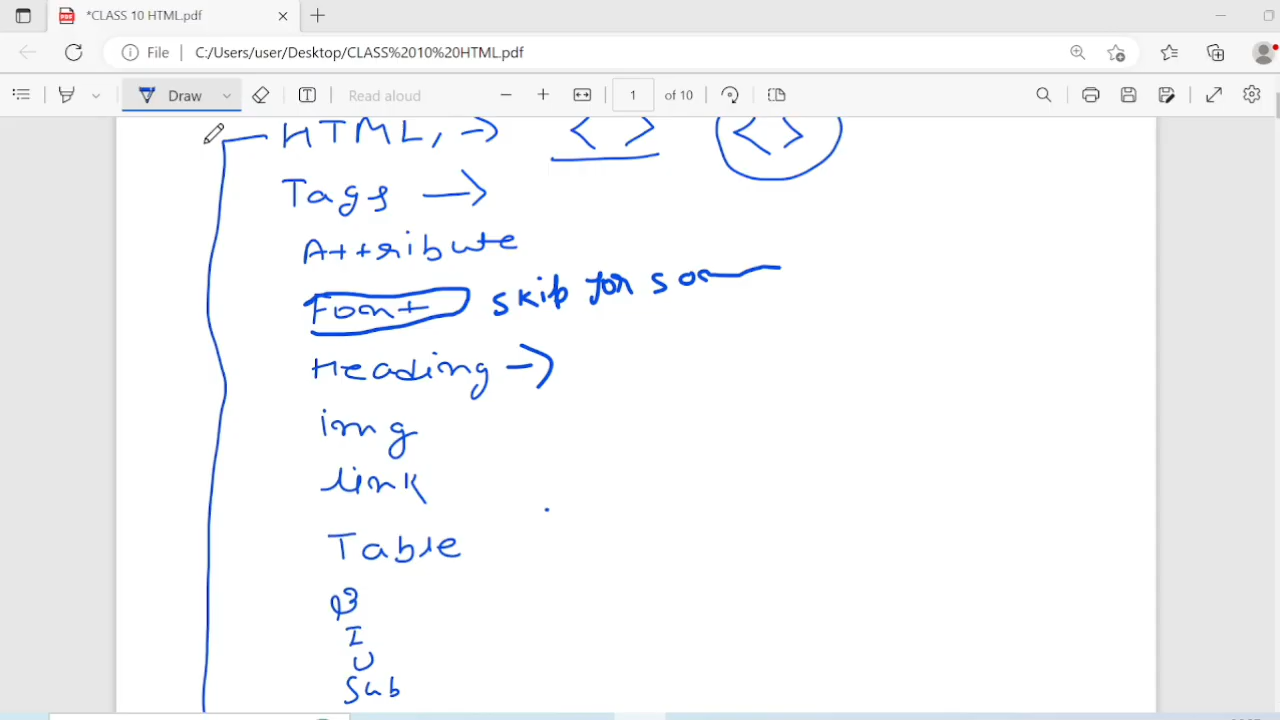 *CLASS 10 HTML.pdf
File | C:/Users/user/Desktop/CLASS%2010%20HTML.pdf
Draw Read aloud 1 of 10
HTML, → < > < >
Tags →
Attribute
Font skip for so
Heading →
img
link
Table
B
I
U
Sub